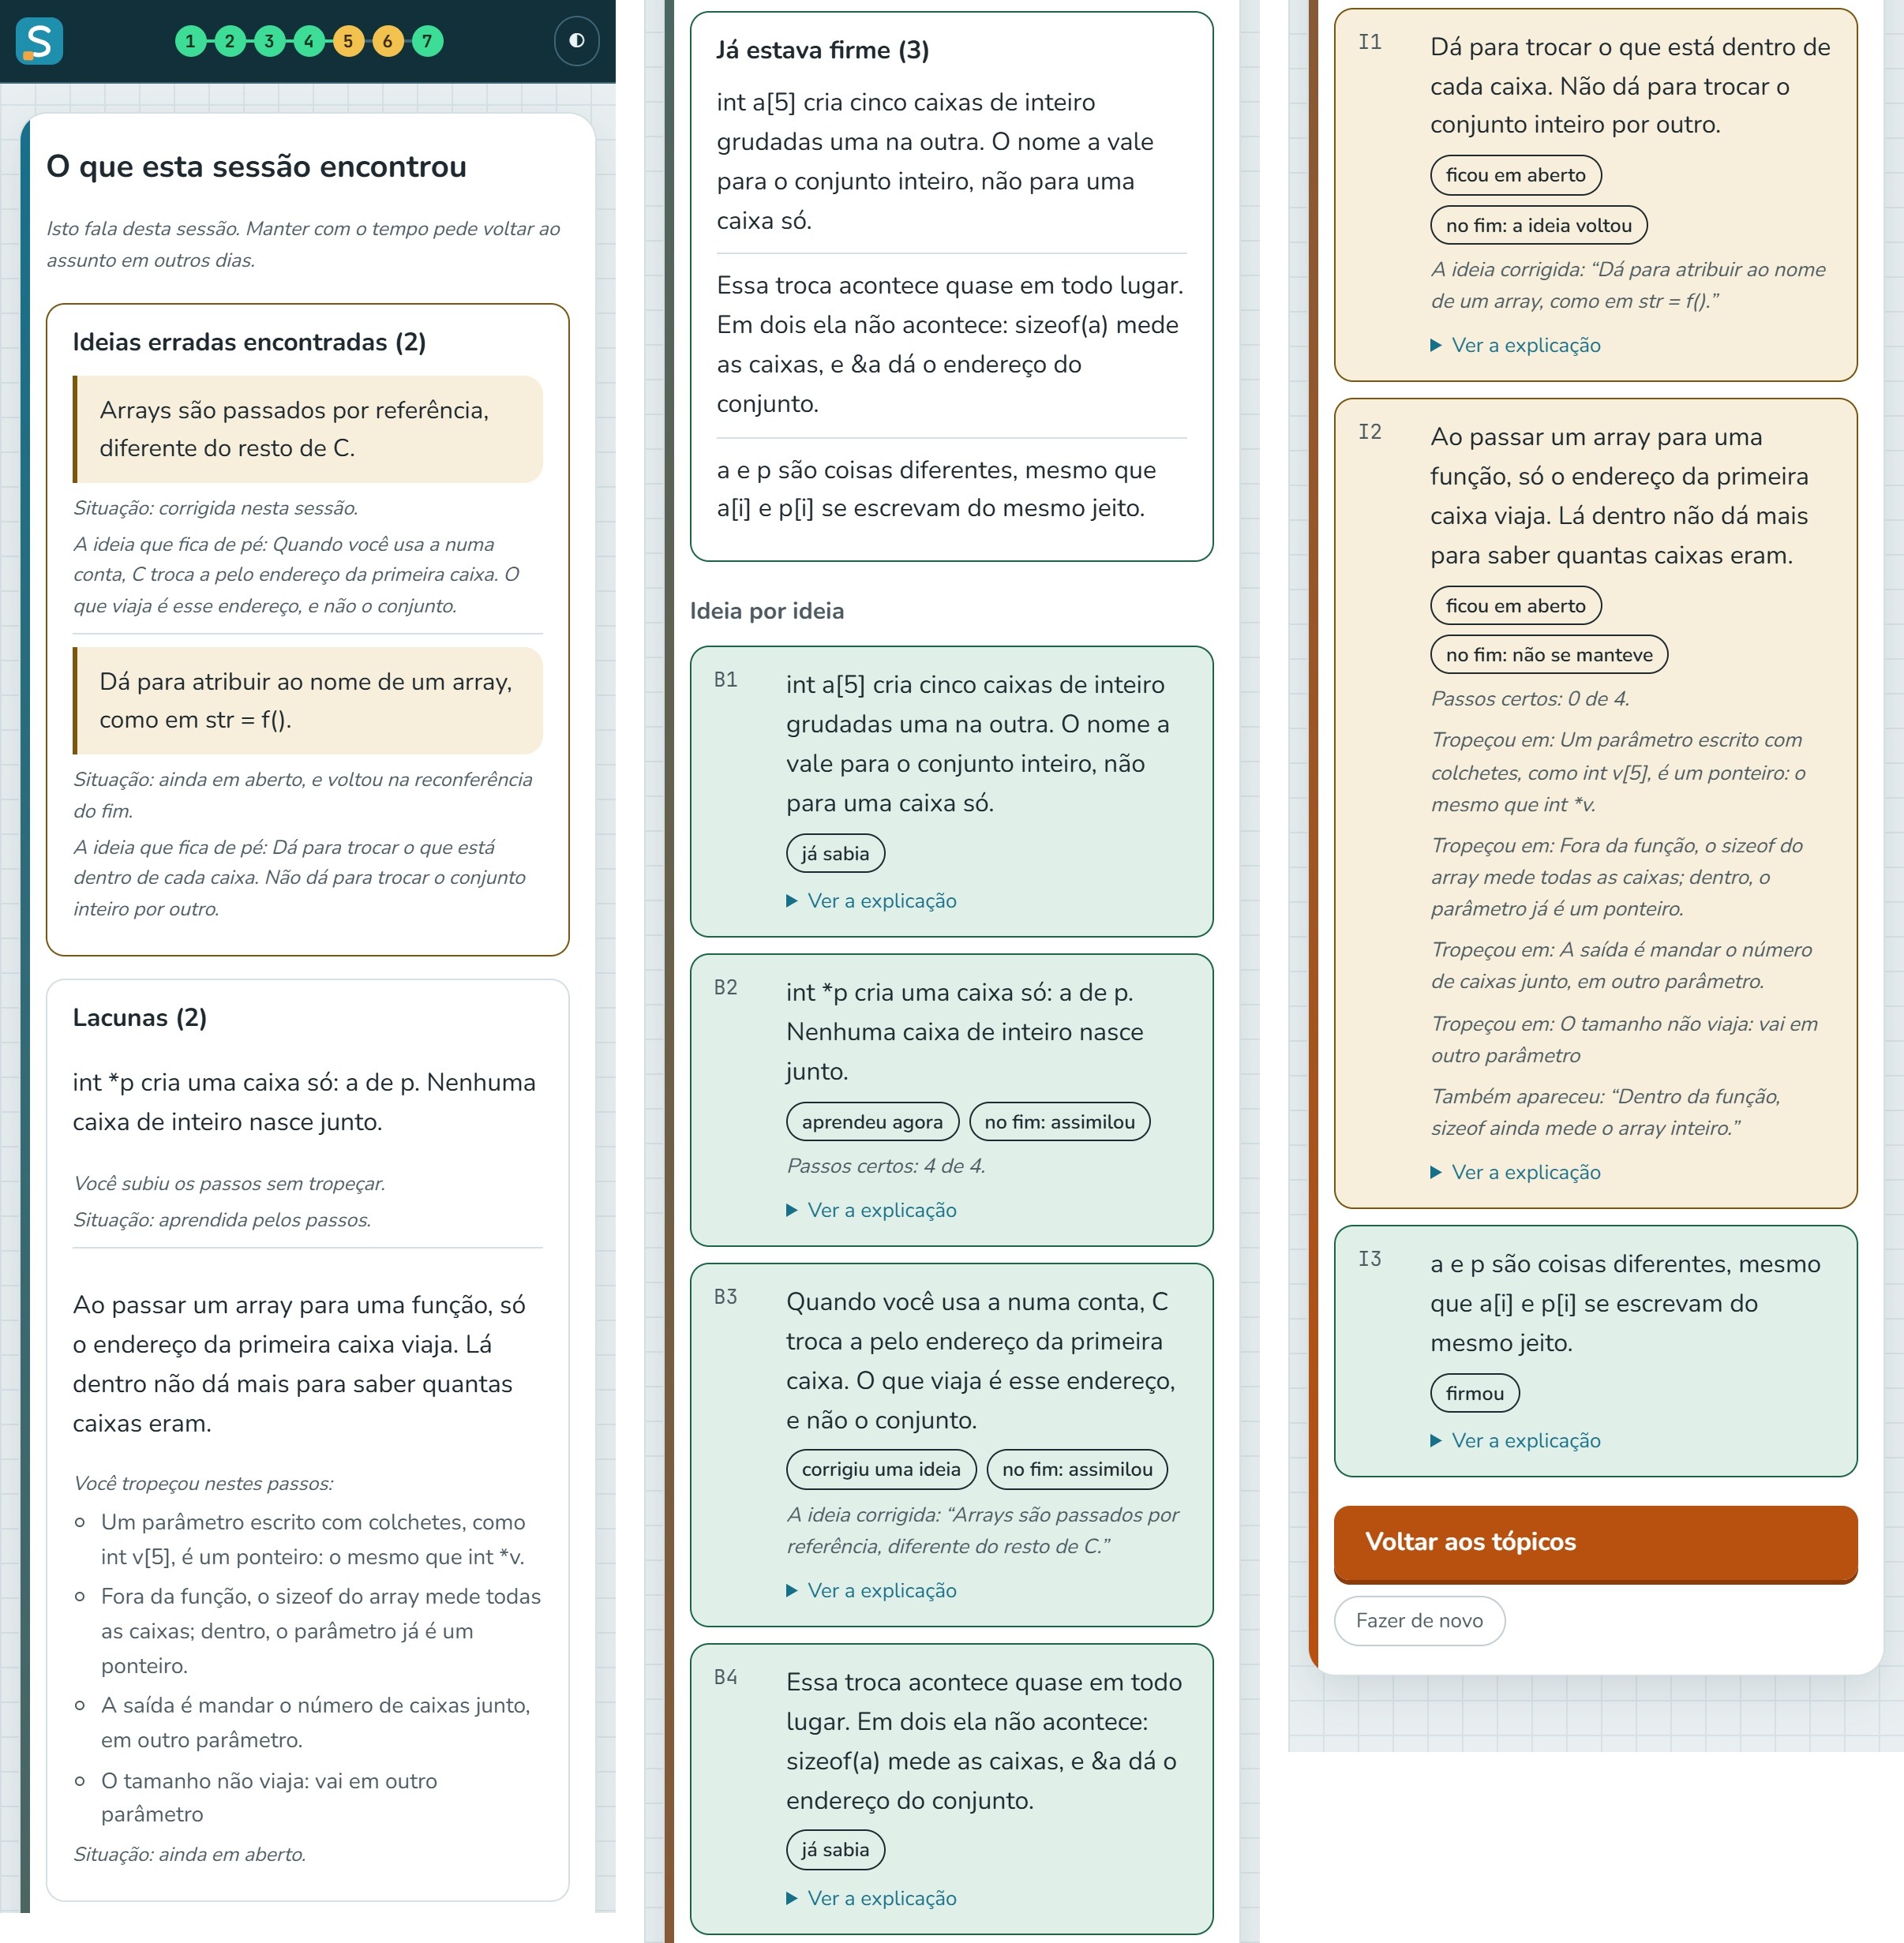 S
1 2 3 4 5 6 7
O que esta sessão encontrou
Isto fala desta sessão. Manter com o tempo pede voltar ao
assunto em outros dias.
Ideias erradas encontradas (2)
Arrays são passados por referência,
diferente do resto de C.
Situação: corrigida nesta sessão.
A ideia que fica de pé: Quando você usa a numa
conta, C troca a pelo endereço da primeira caixa. O
que viaja é esse endereço, e não o conjunto.
Dá para atribuir ao nome de um array,
como em str = f().
Situação: ainda em aberto, e voltou na reconferência
do fim.
A ideia que fica de pé: Dá para trocar o que está
dentro de cada caixa. Não dá para trocar o conjunto
inteiro por outro.
Lacunas (2)
int *p cria uma caixa só: a de p. Nenhuma
caixa de inteiro nasce junto.
Você subiu os passos sem tropeçar.
Situação: aprendida pelos passos.
Ao passar um array para uma função, só
o endereço da primeira caixa viaja. Lá
dentro não dá mais para saber quantas
caixas eram.
Você tropeçou nestes passos:
Um parâmetro escrito com colchetes, como
int v[5], é um ponteiro: o mesmo que int *v.
Fora da função, o sizeof do array mede todas
as caixas; dentro, o parâmetro já é um
ponteiro.
A saída é mandar o número de caixas junto,
em outro parâmetro.
O tamanho não viaja: vai em outro
parâmetro
Situação: ainda em aberto.
Já estava firme (3)
int a[5] cria cinco caixas de inteiro
grudadas uma na outra. O nome a vale
para o conjunto inteiro, não para uma
caixa só.
Essa troca acontece quase em todo lugar.
Em dois ela não acontece: sizeof(a) mede
as caixas, e &a dá o endereço do
conjunto.
a e p são coisas diferentes, mesmo que
a[i] e p[i] se escrevam do mesmo jeito.
Ideia por ideia
B1
int a[5] cria cinco caixas de inteiro
grudadas uma na outra. O nome a
vale para o conjunto inteiro, não
para uma caixa só.
já sabia
Ver a explicação
B2
int *p cria uma caixa só: a de p.
Nenhuma caixa de inteiro nasce
junto.
aprendeu agora no fim: assimilou
Passos certos: 4 de 4.
Ver a explicação
B3
Quando você usa a numa conta, C
troca a pelo endereço da primeira
caixa. O que viaja é esse endereço,
e não o conjunto.
corrigiu uma ideia no fim: assimilou
A ideia corrigida: “Arrays são passados por
referência, diferente do resto de C.”
Ver a explicação
B4
Essa troca acontece quase em todo
lugar. Em dois ela não acontece:
sizeof(a) mede as caixas, e &a dá o
endereço do conjunto.
já sabia
Ver a explicação
I1
Dá para trocar o que está dentro de
cada caixa. Não dá para trocar o
conjunto inteiro por outro.
ficou em aberto
no fim: a ideia voltou
A ideia corrigida: “Dá para atribuir ao nome
de um array, como em str = f().”
Ver a explicação
I2
Ao passar um array para uma
função, só o endereço da primeira
caixa viaja. Lá dentro não dá mais
para saber quantas caixas eram.
ficou em aberto
no fim: não se manteve
Passos certos: 0 de 4.
Tropeçou em: Um parâmetro escrito com
colchetes, como int v[5], é um ponteiro: o
mesmo que int *v.
Tropeçou em: Fora da função, o sizeof do
array mede todas as caixas; dentro, o
parâmetro já é um ponteiro.
Tropeçou em: A saída é mandar o número
de caixas junto, em outro parâmetro.
Tropeçou em: O tamanho não viaja: vai em
outro parâmetro
Também apareceu: “Dentro da função,
sizeof ainda mede o array inteiro.”
Ver a explicação
I3
a e p são coisas diferentes, mesmo
que a[i] e p[i] se escrevam do
mesmo jeito.
firmou
Ver a explicação
Voltar aos tópicos
Fazer de novo